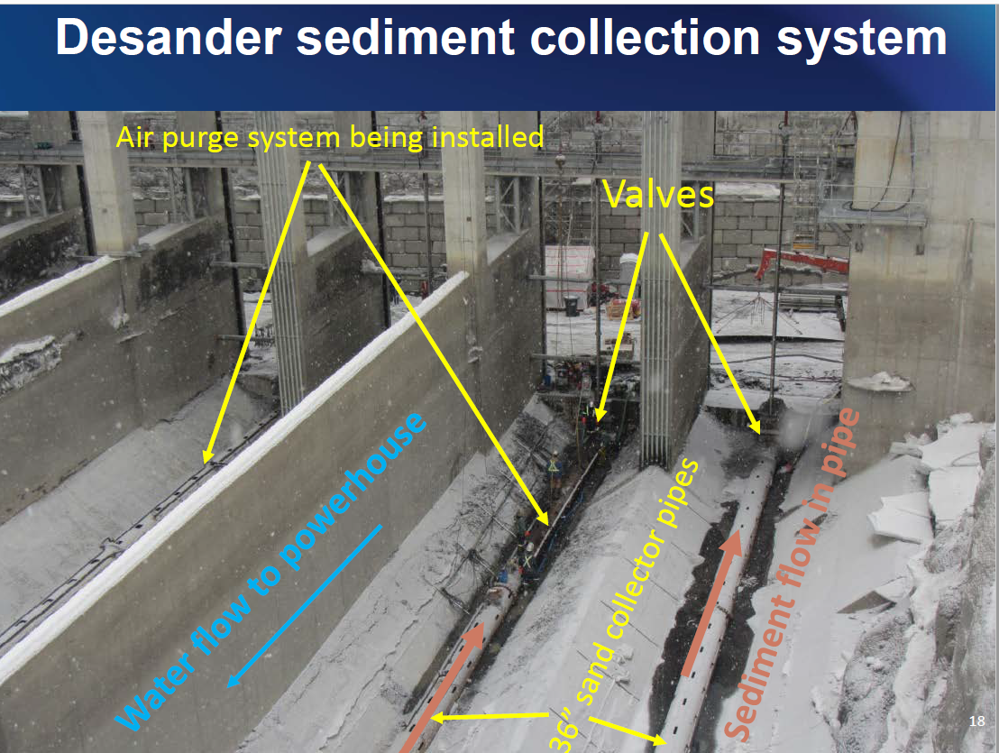 Desander sediment collection system
Air purge system being installed
Valves
Water flow to powerhouse
36” sand collector pipes
Sediment flow in pipe
18